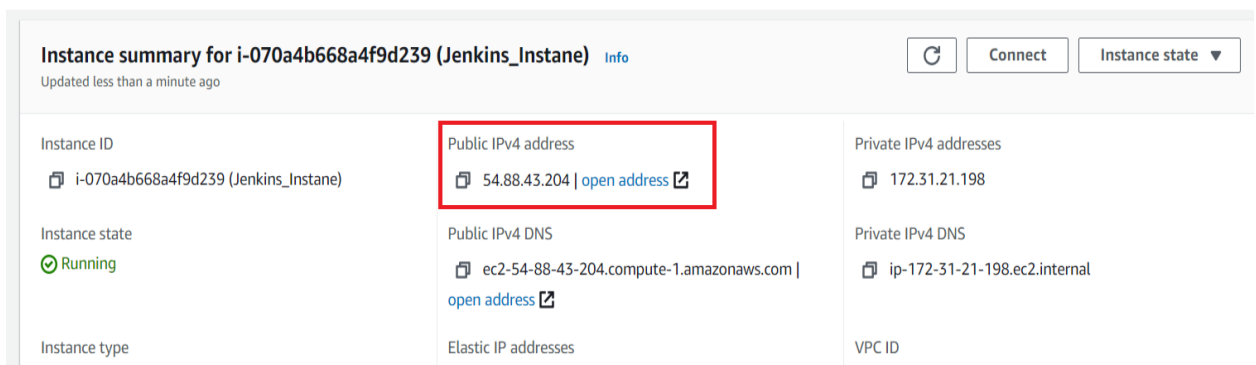 Instance summary for i-070a4b668a4f9d239 (Jenkins_Instane) Info
Updated less than a minute ago
Connect
Instance state
Instance ID
i-070a4b668a4f9d239 (Jenkins_Instane)
Public IPv4 address
54.88.43.204 | open address
Private IPv4 addresses
172.31.21.198
Instance state
Running
Public IPv4 DNS
ec2-54-88-43-204.compute-1.amazonaws.com |
open address
Private IPv4 DNS
ip-172-31-21-198.ec2.internal
Instance type
Elastic IP addresses
VPC ID